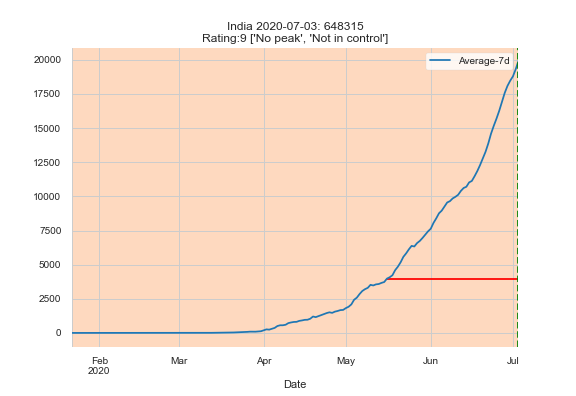 India 2020-07-03: 648315
Rating:9 ['No peak', 'Not in control']
Average-7d
20000
17500
15000
12500
10000
7500
5000
2500
0
Feb Mar Apr May Jun Jul
2020
Date